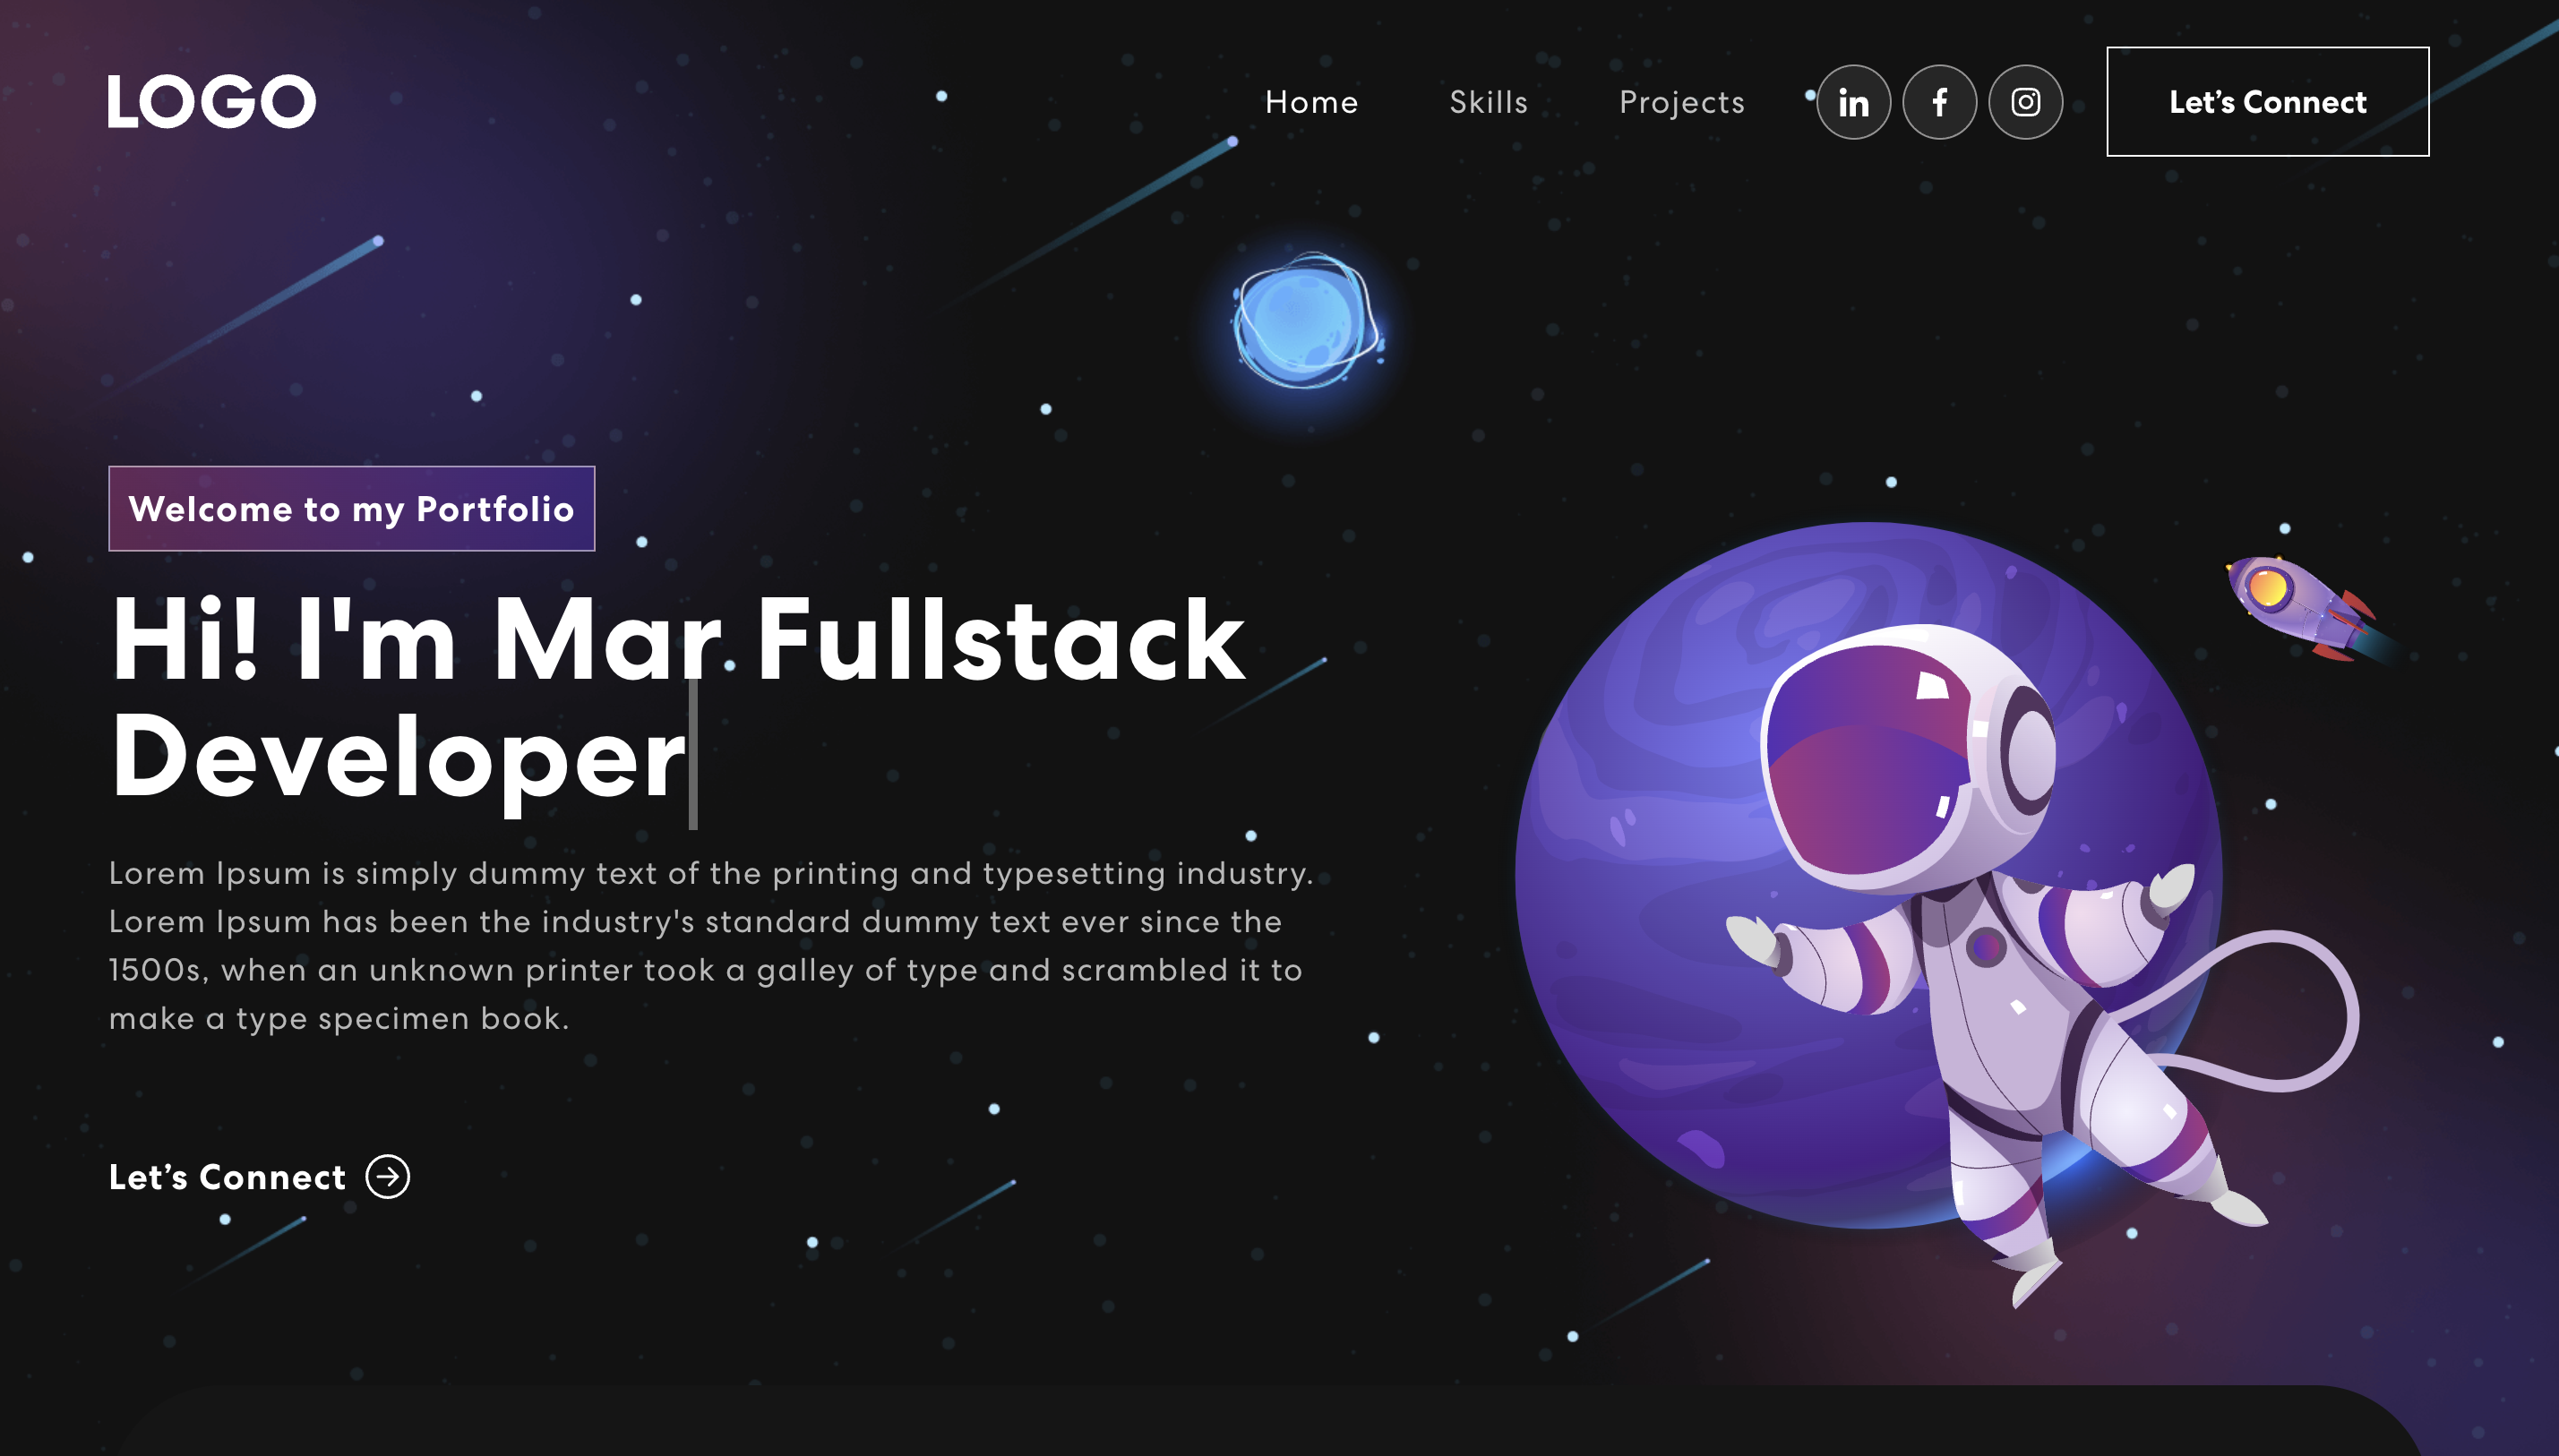 LOGO
Home
Skills
Projects
in
f
Let’s Connect
Welcome to my Portfolio
Hi! I'm Mar Fullstack
Developer
Lorem Ipsum is simply dummy text of the printing and typesetting industry.
Lorem Ipsum has been the industry's standard dummy text ever since the
1500s, when an unknown printer took a galley of type and scrambled it to
make a type specimen book.
Let’s Connect